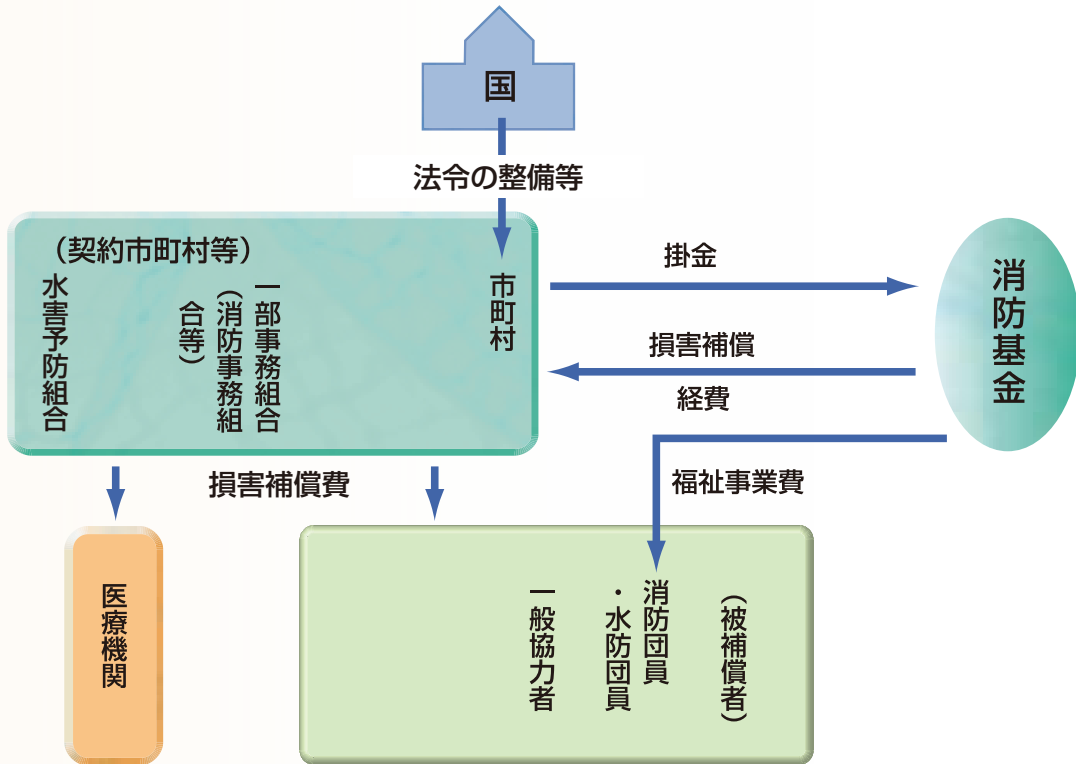 国
法令の整備等
（契約市町村等）
市町村
一部事務組合
（消防事務組
合等）
水害予防組合
掛金
損害補償
経費
消防基金
福祉事業費
損害補償費
医療機関
（被補償者）
消防団員
・水防団員
一般協力者